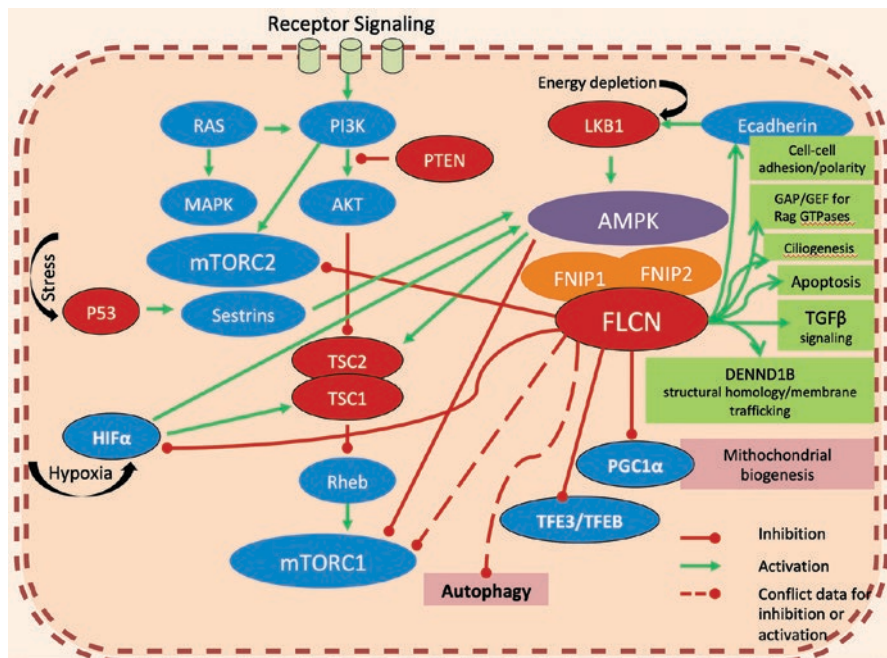 Receptor Signaling
Energy depletion
RAS
PI3K
LKB1
Ecadherin
PTEN
Cell-cell
adhesion/polarity
MAPK
AKT
AMPK
GAP/GEF for
Rag GTPases
mTORC2
FNIP1
FNIP2
Ciliogenesis
Stress
Apoptosis
P53
Sestrins
FLCN
TGFβ
signaling
TSC2
TSC1
DENND1B
structural homology/membrane
trafficking
HIFα
Hypoxia
PGC1α
Mithochondrial
biogenesis
Rheb
TFE3/TFEB
mTORC1
Autophagy
Inhibition
Activation
Conflict data for
inhibition or
activation